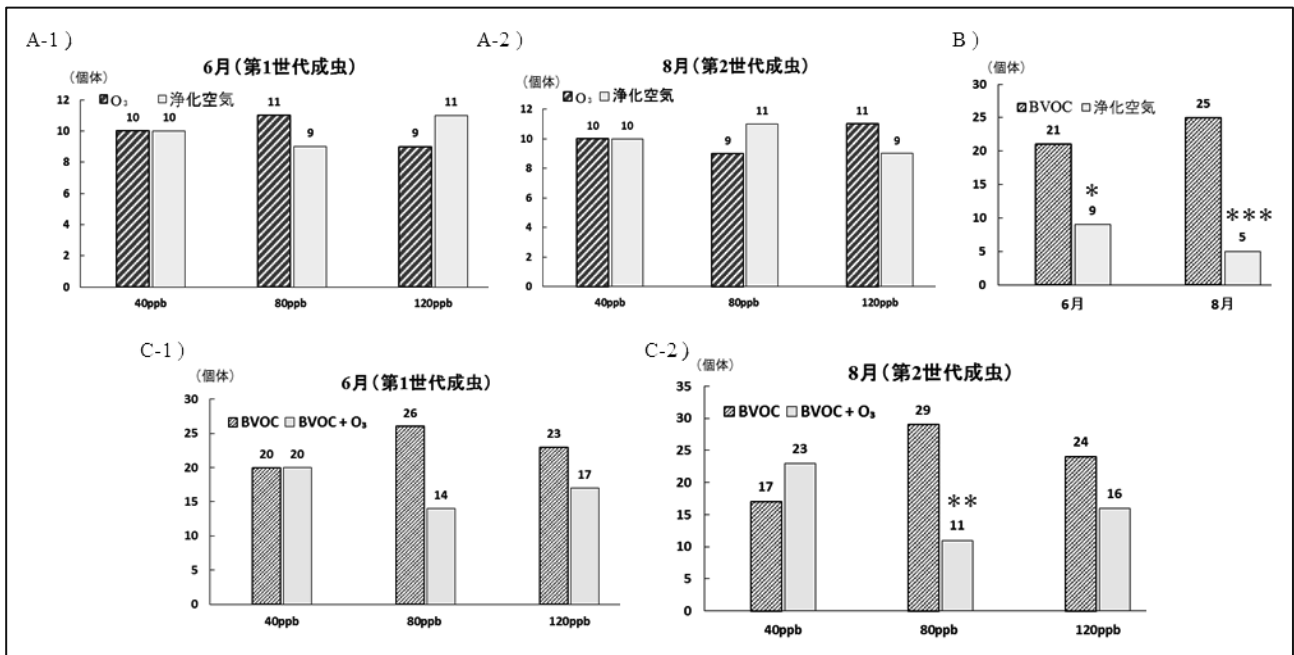 A-1 )
6月（第1世代成虫）
（個体）
O₃ 浄化空気
12
10
8
6
4
2
0
10 10 11 9 9 11
40ppb 80ppb 120ppb
A-2 )
8月（第2世代成虫）
（個体）
O₃ 浄化空気
12
10
8
6
4
2
0
10 10 9 11 11 9
40ppb 80ppb 120ppb
B )
（個体）
BVOC 浄化空気
30
25
20
15
10
5
0
21 * 9 25 *** 5
6月 8月
C-1 )
6月（第1世代成虫）
（個体）
BVOC BVOC + O₃
30
25
20
15
10
5
0
20 20 26 14 23 17
40ppb 80ppb 120ppb
C-2 )
8月（第2世代成虫）
（個体）
BVOC BVOC + O₃
35
30
25
20
15
10
5
0
17 23 29 ** 11 24 16
40ppb 80ppb 120ppb